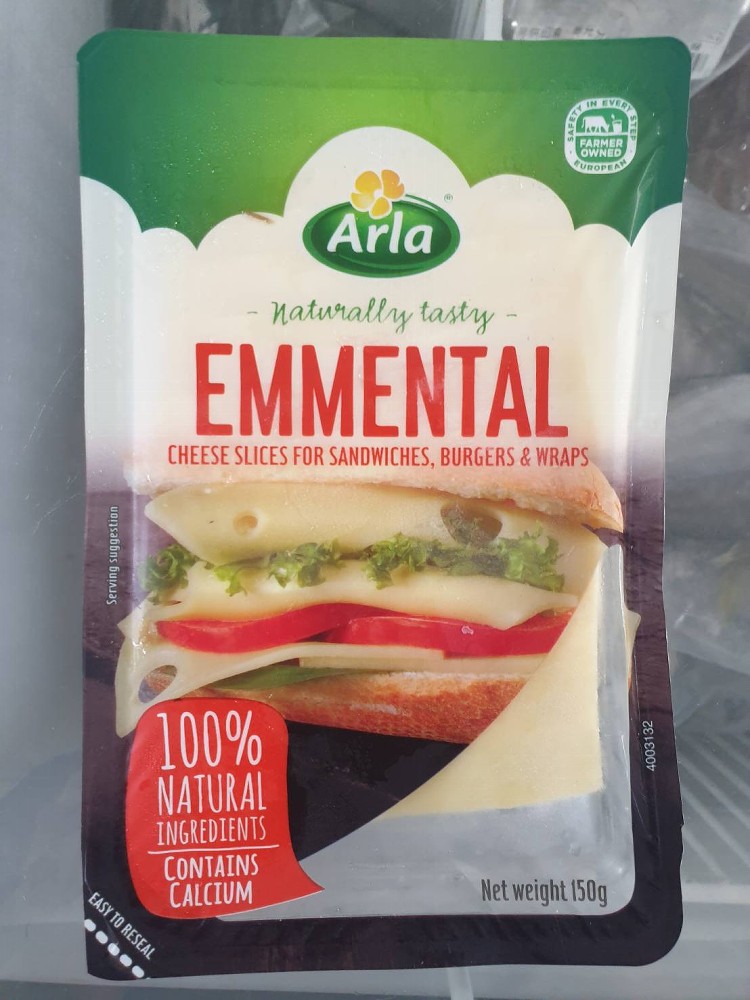 SAFETY IN EVERY STEP
FARMER
OWNED
EUROPEAN
Arla®
- Naturally tasty -
EMMENTAL
CHEESE SLICES FOR SANDWICHES, BURGERS & WRAPS
Serving suggestion
100%
NATURAL
INGREDIENTS
CONTAINS
CALCIUM
4003132
Net weight 150g
EASY TO RESEAL